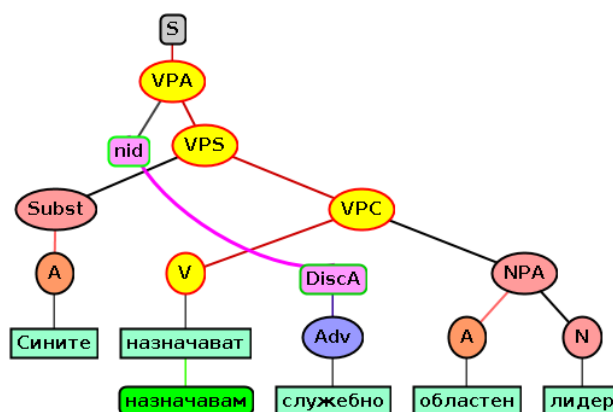 S
VPA
nid VPS
Subst VPC
A V DiscA NPA
Сините назначават Adv A N
назначавам служебно областен лидер